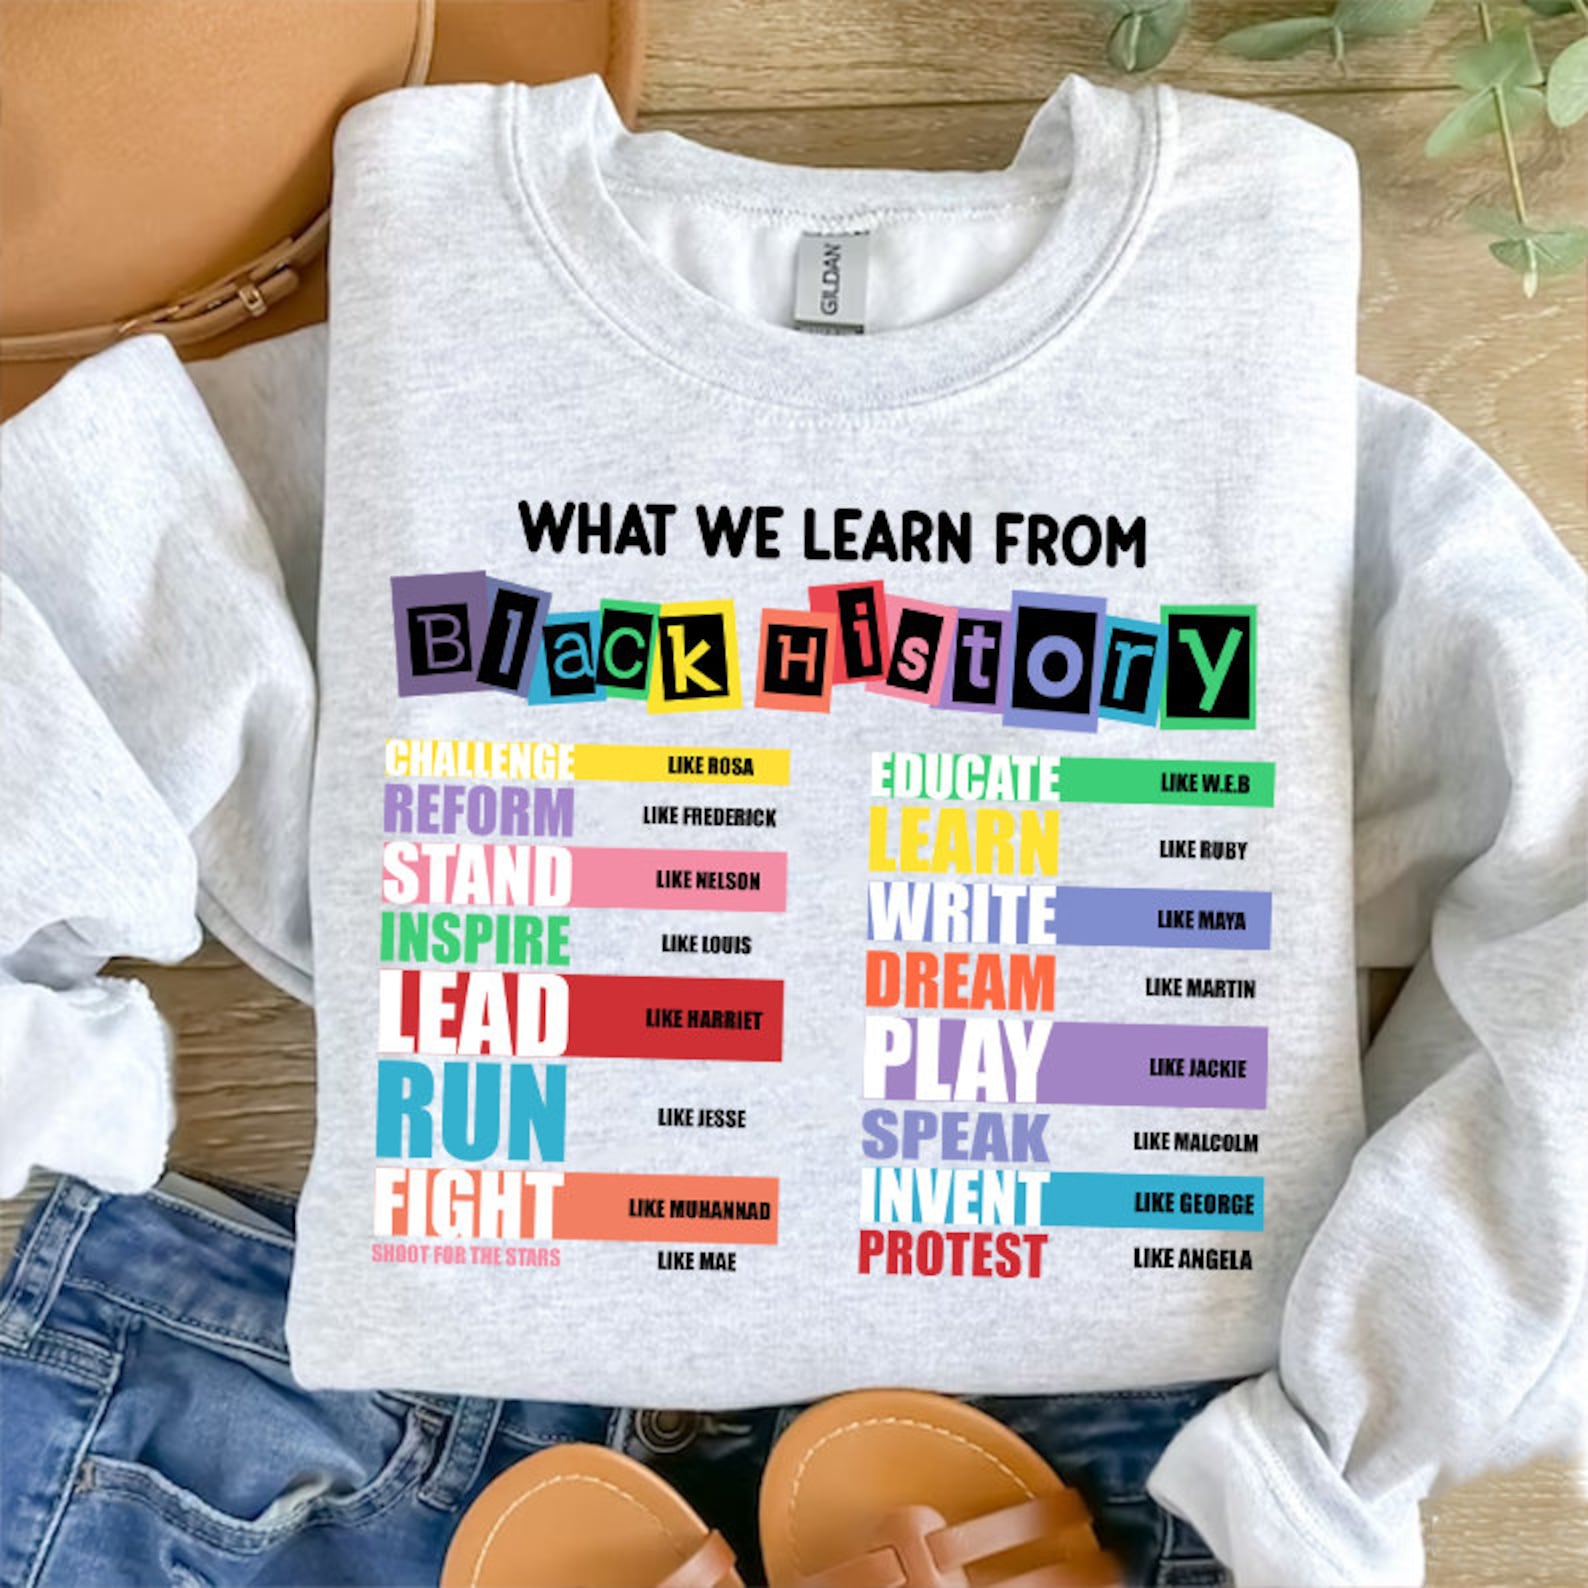 GILDAN
WHAT WE LEARN FROM
Black History
CHALLENGE LIKE ROSA
REFORM LIKE FREDERICK
STAND LIKE NELSON
INSPIRE LIKE LOUIS
LEAD LIKE HARRIET
RUN LIKE JESSE
FIGHT LIKE MUHANNAD
SHOOT FOR THE STARS LIKE MAE
EDUCATE LIKE W.E.B
LEARN LIKE RUBY
WRITE LIKE MAYA
DREAM LIKE MARTIN
PLAY LIKE JACKIE
SPEAK LIKE MALCOLM
INVENT LIKE GEORGE
PROTEST LIKE ANGELA